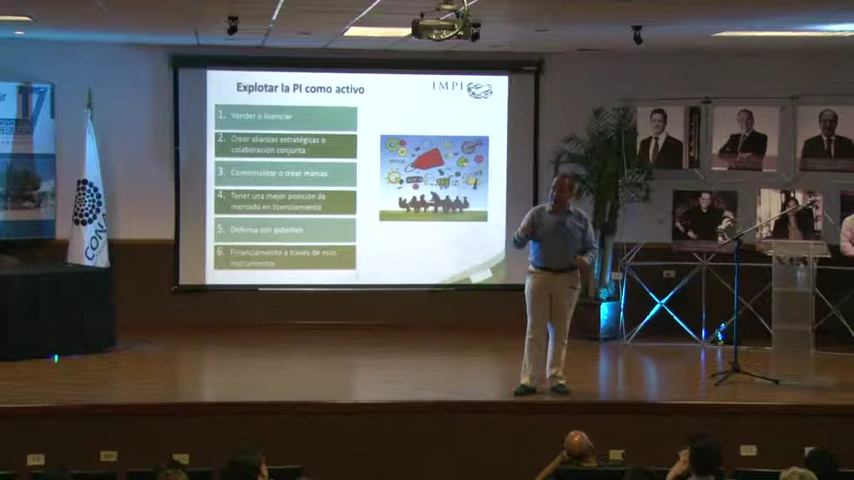 Explotar la PI como activo
IMPI
1. Vender o licenciar
2. Crear alianzas estratégicas o
colaboración conjunta
3. Comercializar o crear marcas
4. Tener una mejor posición de
mercado en licenciamiento
5. Defensa con patentes
6. Financiamiento a través de esos
instrumentos
CONA